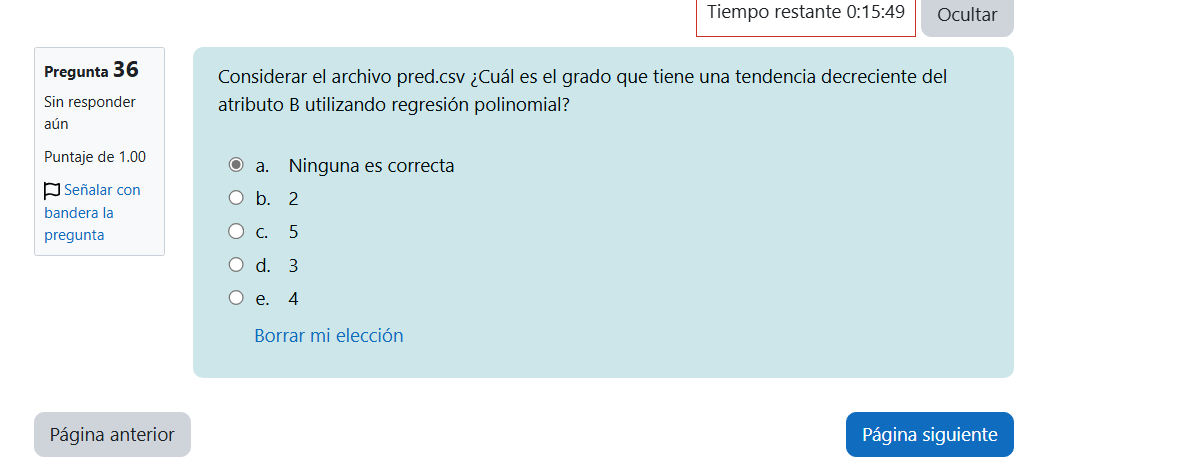 Tiempo restante 0:15:49
Ocultar
Pregunta 36
Sin responder
aún
Puntaje de 1.00
Señalar con
bandera la
pregunta
Considerar el archivo pred.csv ¿Cuál es el grado que tiene una tendencia decreciente del
atributo B utilizando regresión polinomial?
a. Ninguna es correcta
b. 2
c. 5
d. 3
e. 4
Borrar mi elección
Página anterior
Página siguiente